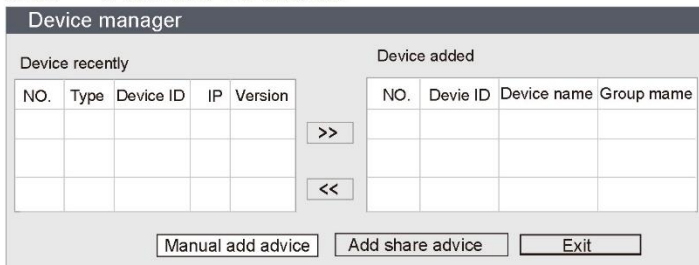 Device manager
Device recently
Device added
NO. Type Device ID IP Version
NO. Devie ID Device name Group mame
>>
<<
Manual add advice Add share advice Exit